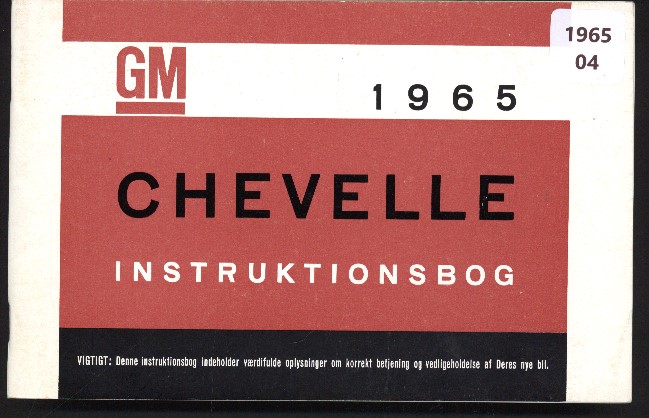 1965
04
GM
1965
CHEVELLE
INSTRUKTIONSBOG
VIGTIGT: Denne instruktionsbog indeholder værdifulde oplysninger om korrekt betjening og vedligeholdelse af Deres nye bil.